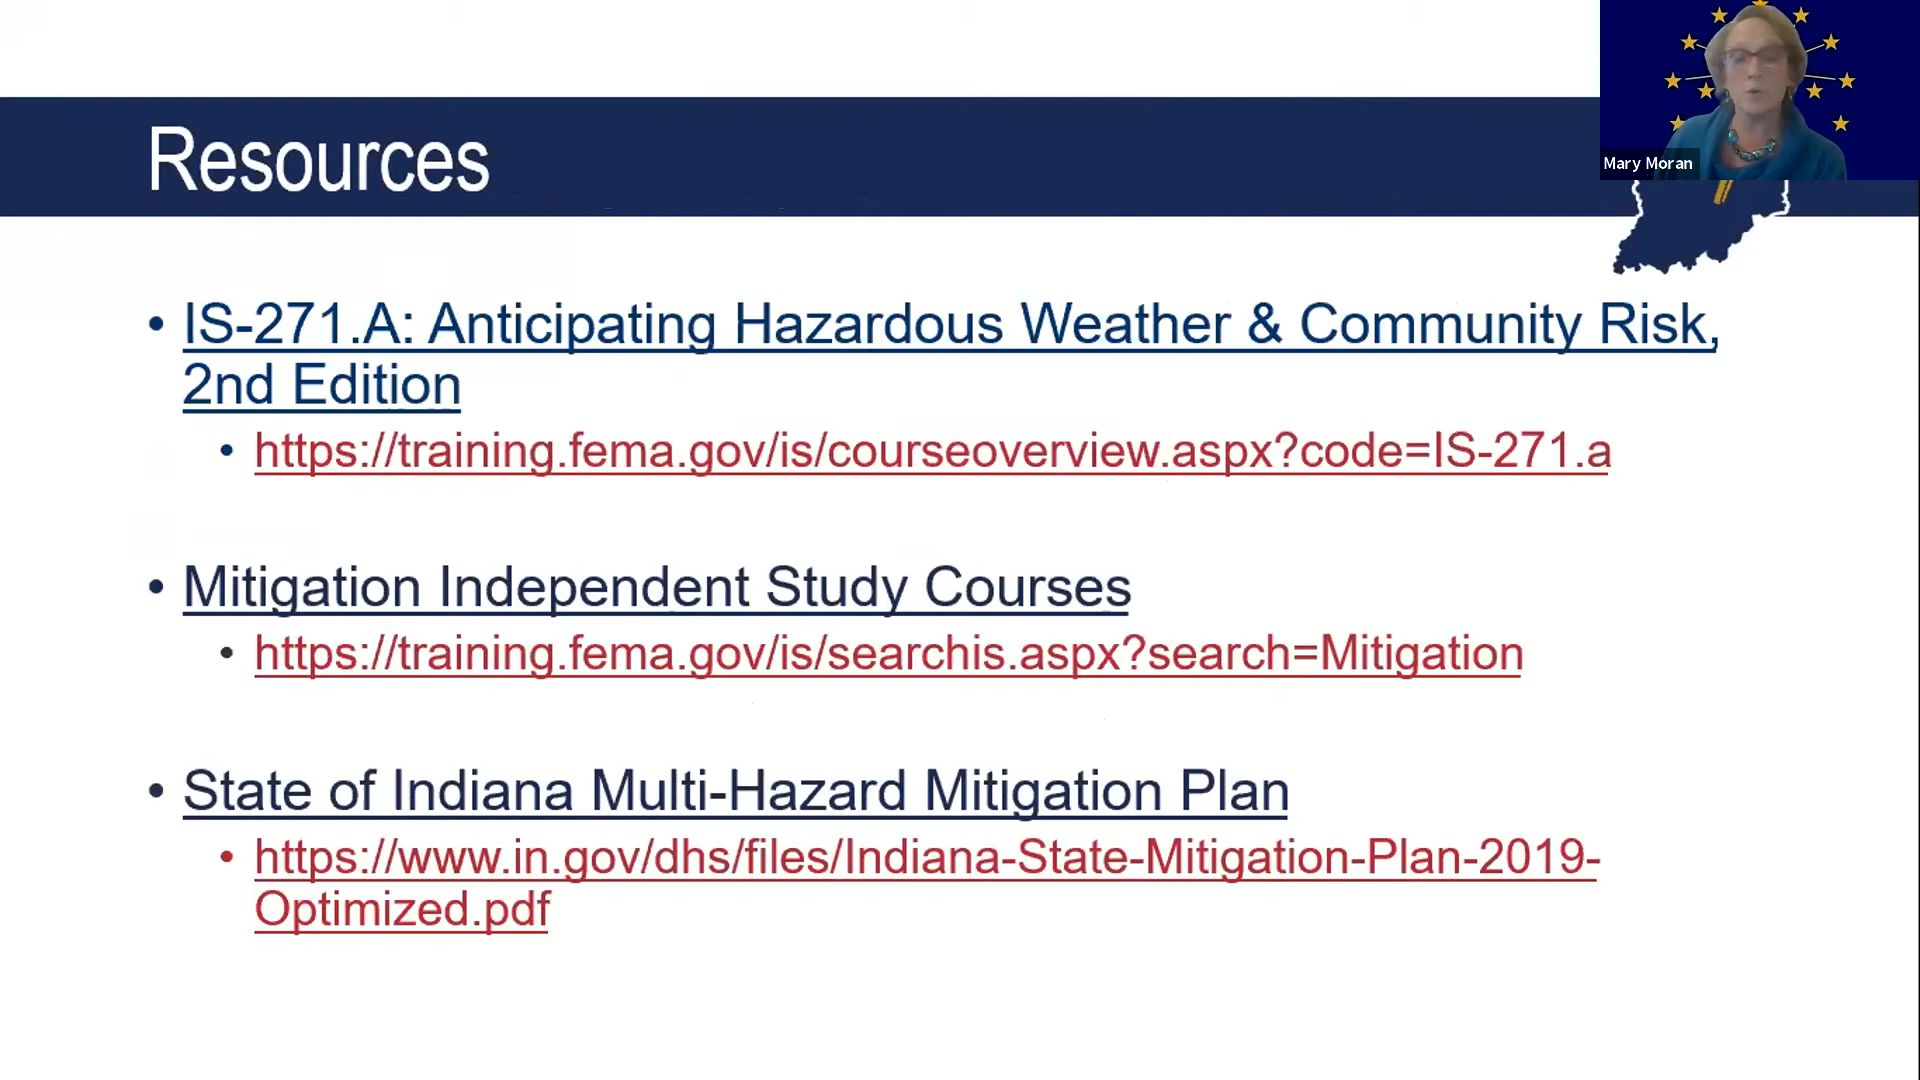 Resources
Mary Moran
• IS-271.A: Anticipating Hazardous Weather & Community Risk,
2nd Edition
• https://training.fema.gov/is/courseoverview.aspx?code=IS-271.a
• Mitigation Independent Study Courses
• https://training.fema.gov/is/searchis.aspx?search=Mitigation
• State of Indiana Multi-Hazard Mitigation Plan
• https://www.in.gov/dhs/files/Indiana-State-Mitigation-Plan-2019-
Optimized.pdf